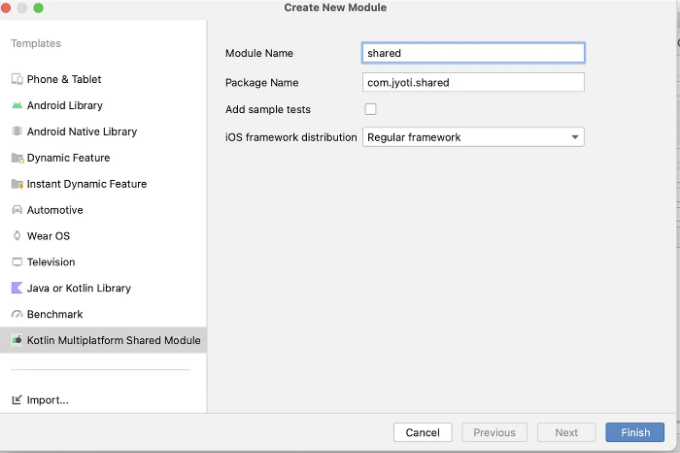 Create New Module
Templates
Phone & Tablet
Android Library
Android Native Library
Dynamic Feature
Instant Dynamic Feature
Automotive
Wear OS
Television
Java or Kotlin Library
Benchmark
Kotlin Multiplatform Shared Module
Import...
Module Name shared
Package Name com.jyoti.shared
Add sample tests
iOS framework distribution Regular framework
Cancel Previous Next Finish